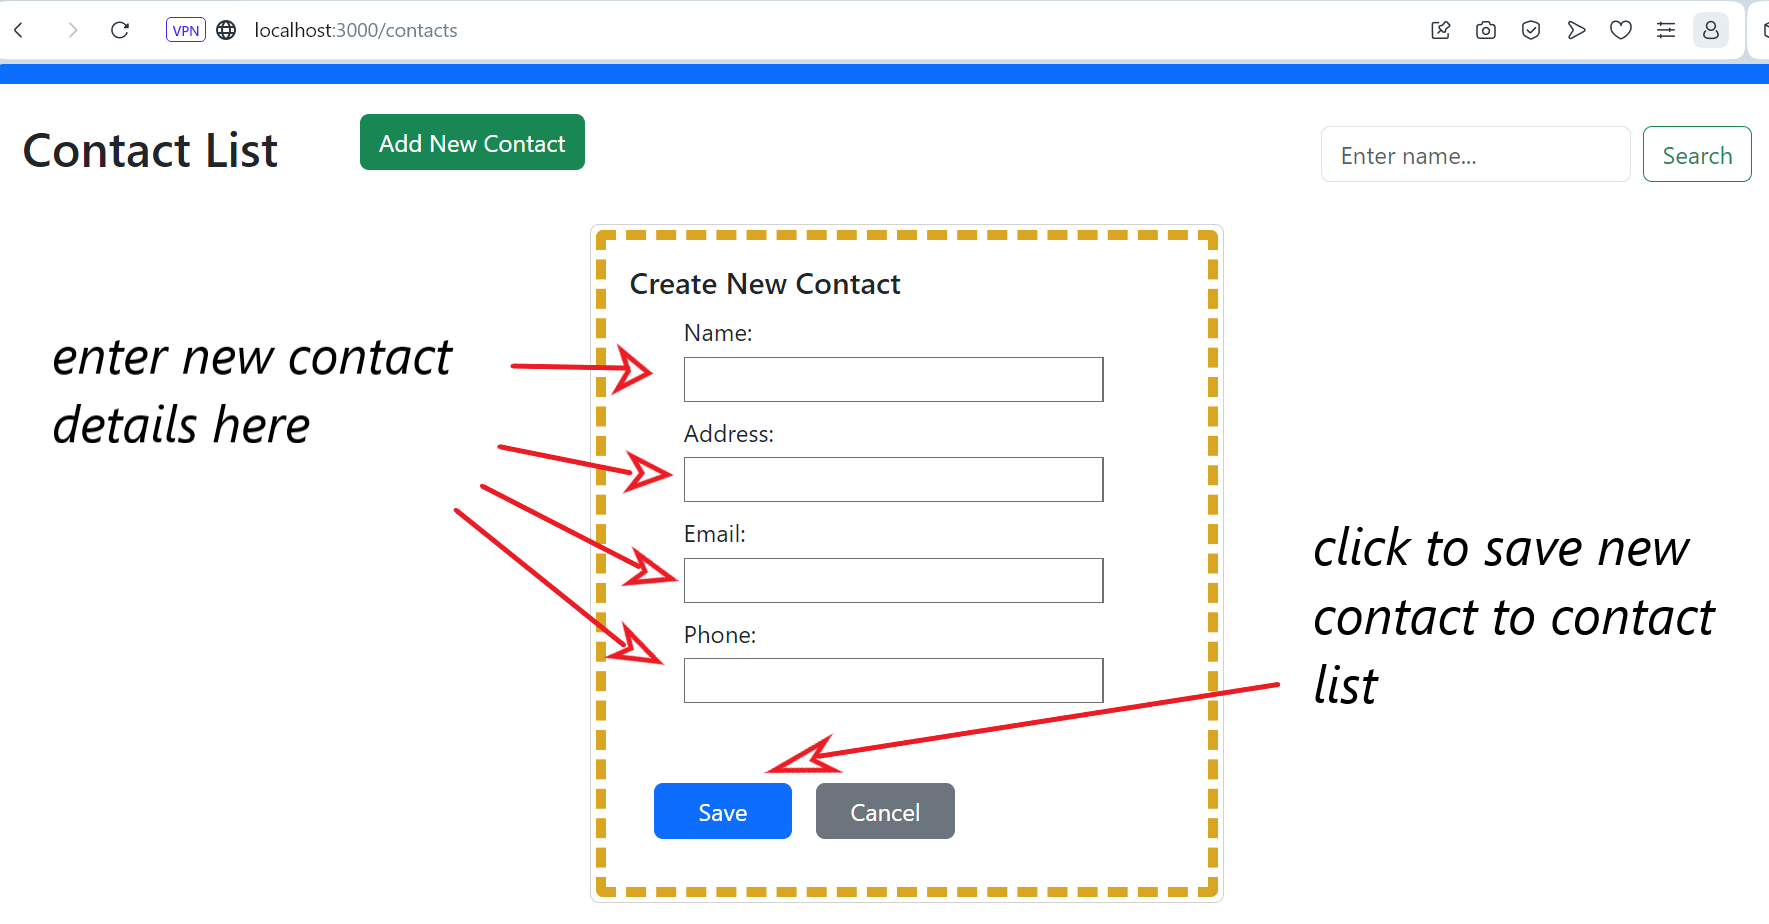 VPN localhost:3000/contacts
Contact List
Add New Contact
Enter name...
Search
Create New Contact
Name:
enter new contact
details here
Address:
Email:
Phone:
click to save new
contact to contact
list
Save
Cancel